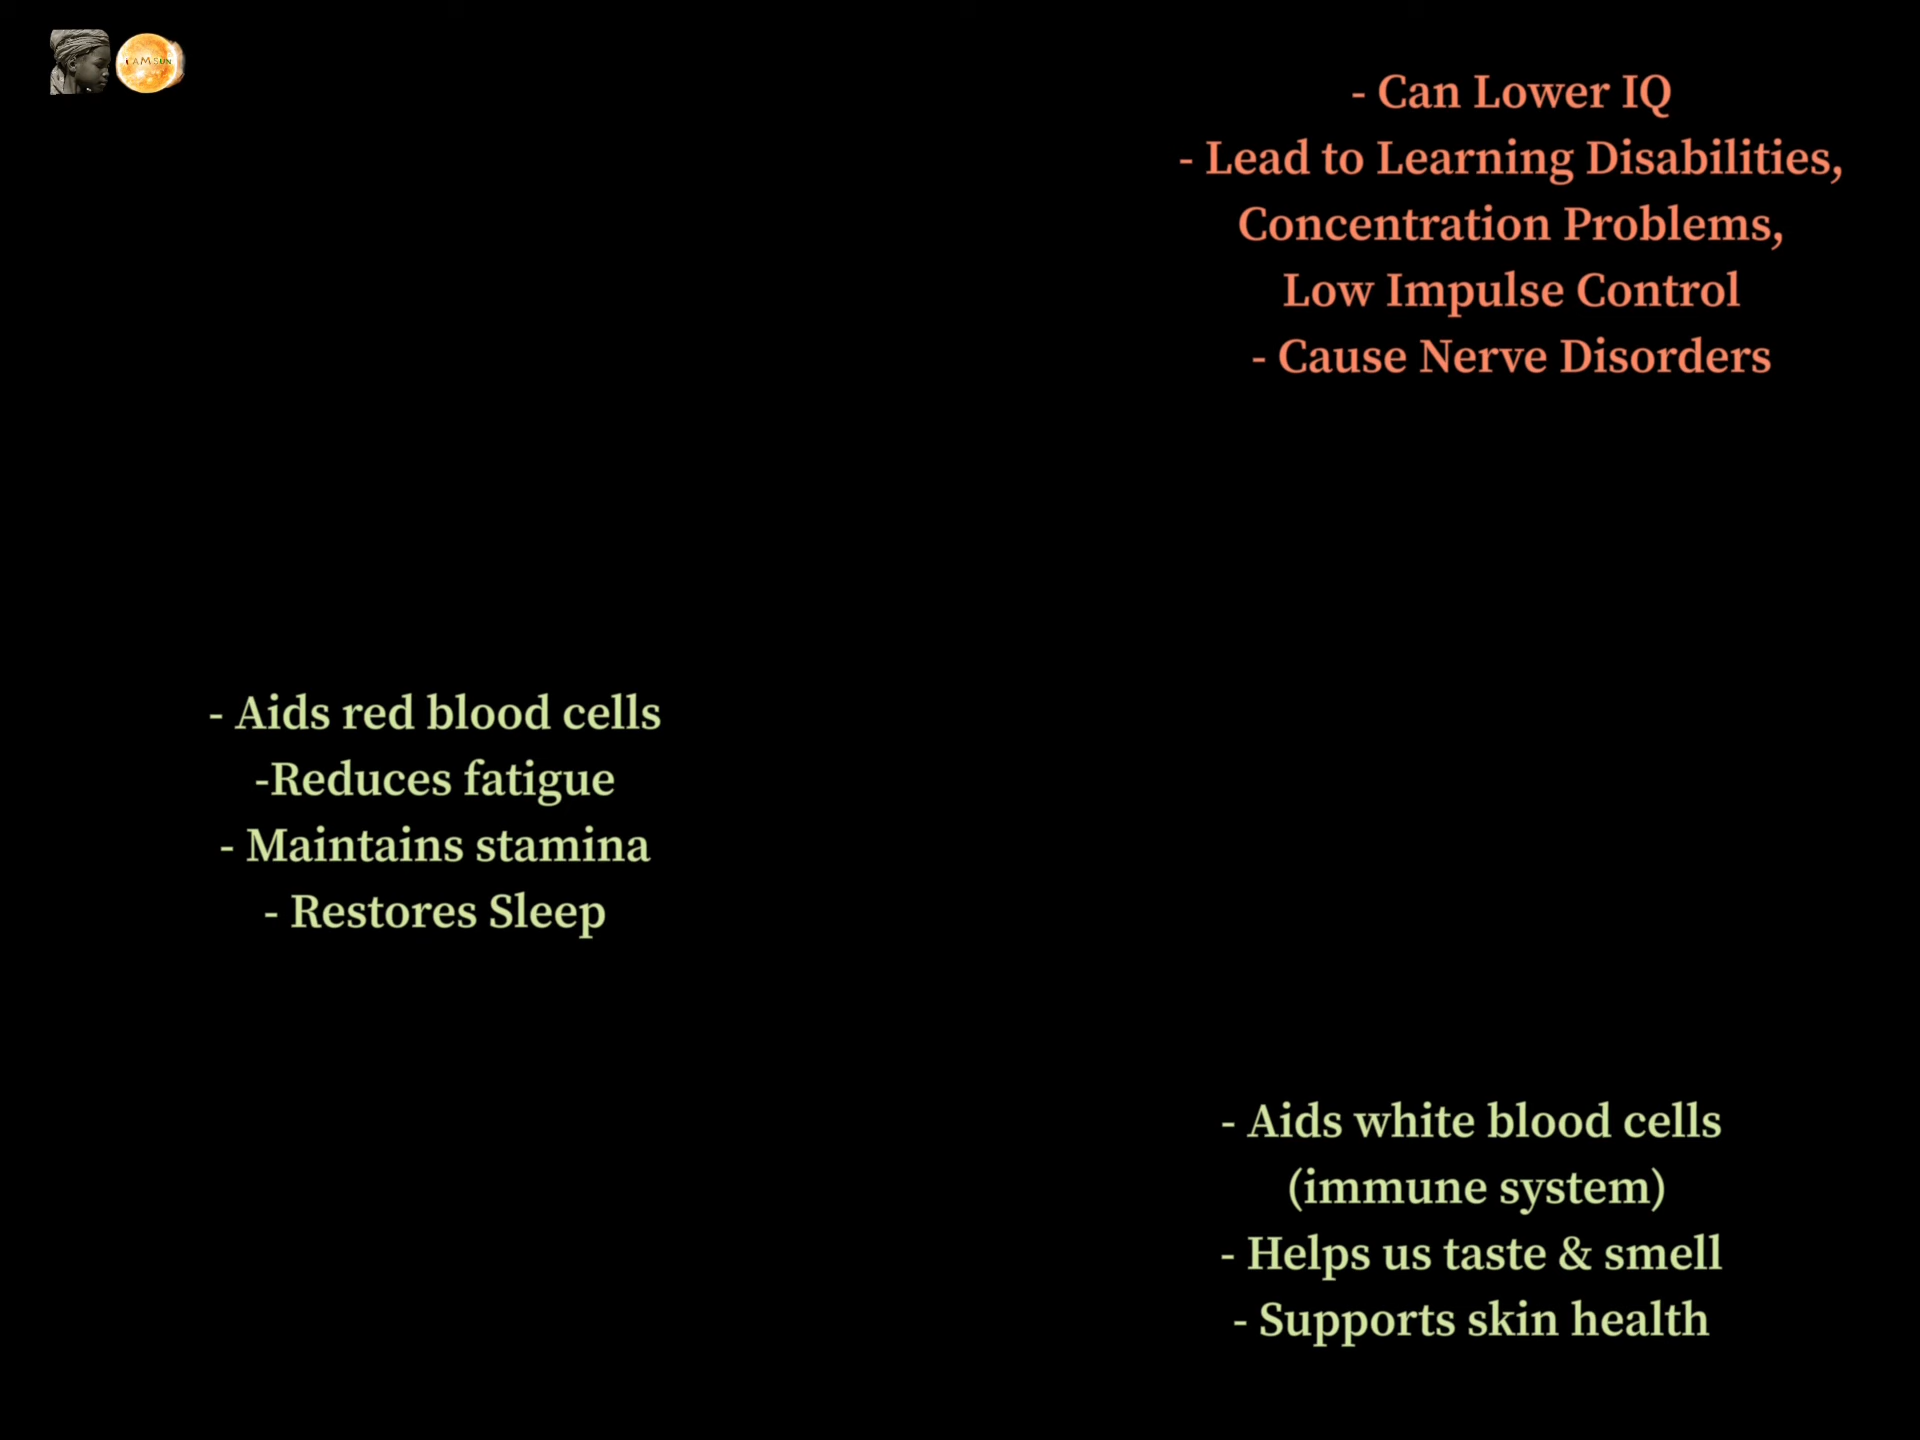 I AM SUN
- Can Lower IQ
- Lead to Learning Disabilities,
Concentration Problems,
Low Impulse Control
- Cause Nerve Disorders
- Aids red blood cells
-Reduces fatigue
- Maintains stamina
- Restores Sleep
- Aids white blood cells
(immune system)
- Helps us taste & smell
- Supports skin health